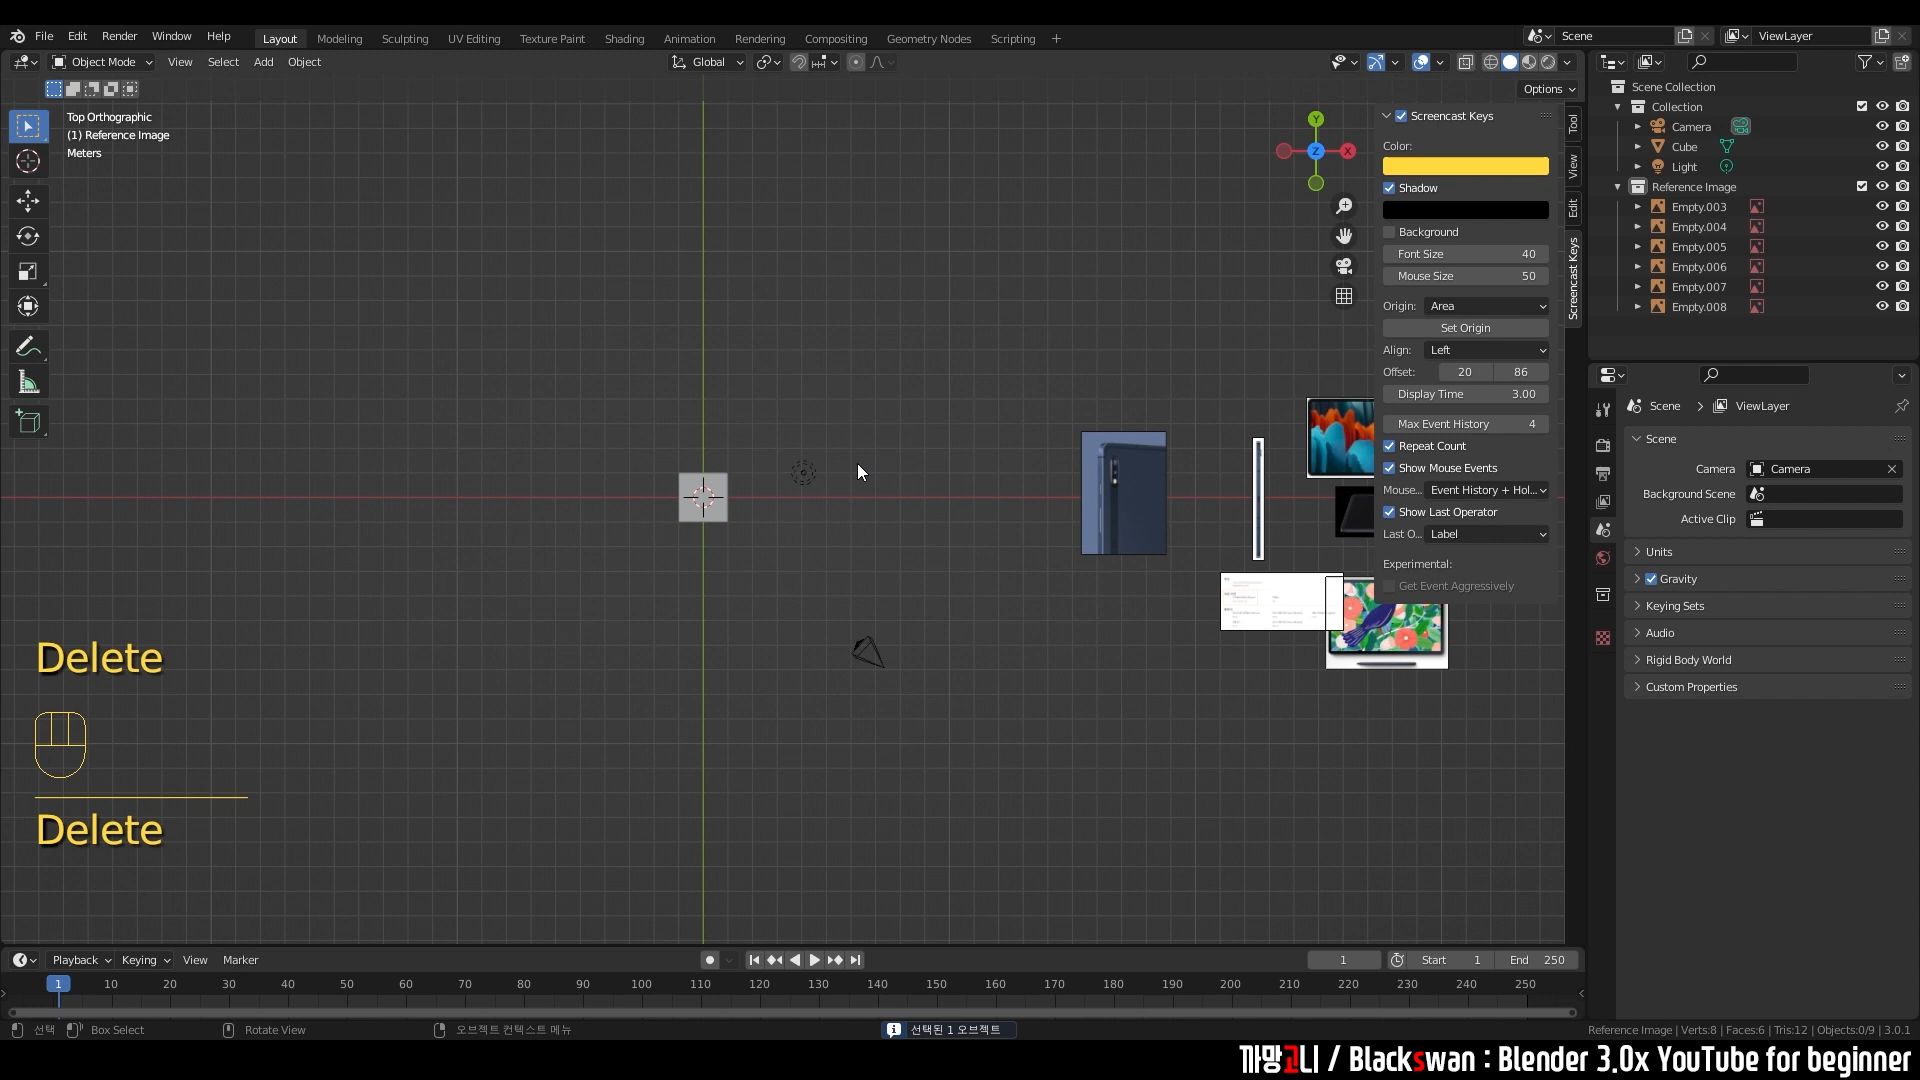 File Edit Render Window Help Layout Modeling Sculpting UV Editing Texture Paint Shading Animation Rendering Compositing Geometry Nodes Scripting + Scene ViewLayer
Object Mode View Select Add Object Global
Options
Top Orthographic
(1) Reference Image
Meters
Y
X
Z
Screencast Keys
Color:
Shadow
Background
Font Size 40
Mouse Size 50
Origin: Area
Set Origin
Align: Left
Offset: 20 86
Display Time 3.00
Max Event History 4
Repeat Count
Show Mouse Events
Mouse... Event History + Hol...
Show Last Operator
Last O... Label
Experimental:
Get Event Aggressively
Tool
View
Edit
Screencast Keys
Scene Collection
Collection
Camera
Cube
Light
Reference Image
Empty.003
Empty.004
Empty.005
Empty.006
Empty.007
Empty.008
Scene > ViewLayer
Scene
Camera Camera
Background Scene
Active Clip
Units
Gravity
Keying Sets
Audio
Rigid Body World
Custom Properties
Delete
Delete
Playback Keying View Marker 1 Start 1 End 250
1 10 20 30 40 50 60 70 80 90 100 110 120 130 140 150 160 170 180 190 200 210 220 230 240 250
선택 Box Select Rotate View 오브젝트 컨텍스트 메뉴 선택된 1 오브젝트 Reference Image | Verts:8 | Faces:6 | Tris:12 | Objects:0/9 | 3.0.1
까망고니 / Blackswan : Blender 3.0x YouTube for beginner